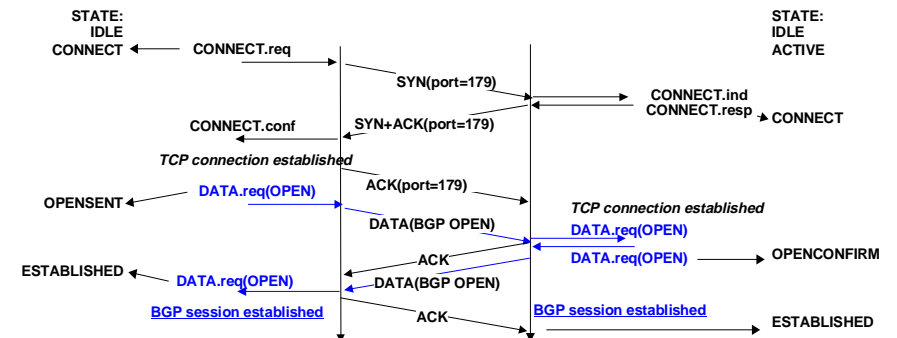 STATE:
IDLE
CONNECT
CONNECT.req
STATE:
IDLE
ACTIVE
SYN(port=179)
CONNECT.ind
CONNECT.resp
CONNECT
CONNECT.conf
SYN+ACK(port=179)
TCP connection established
ACK(port=179)
OPENSENT
DATA.req(OPEN)
TCP connection established
DATA(BGP OPEN)
DATA.req(OPEN)
DATA.req(OPEN)
OPENCONFIRM
ACK
ESTABLISHED
DATA.req(OPEN)
DATA(BGP OPEN)
BGP session established
ACK
BGP session established
ESTABLISHED